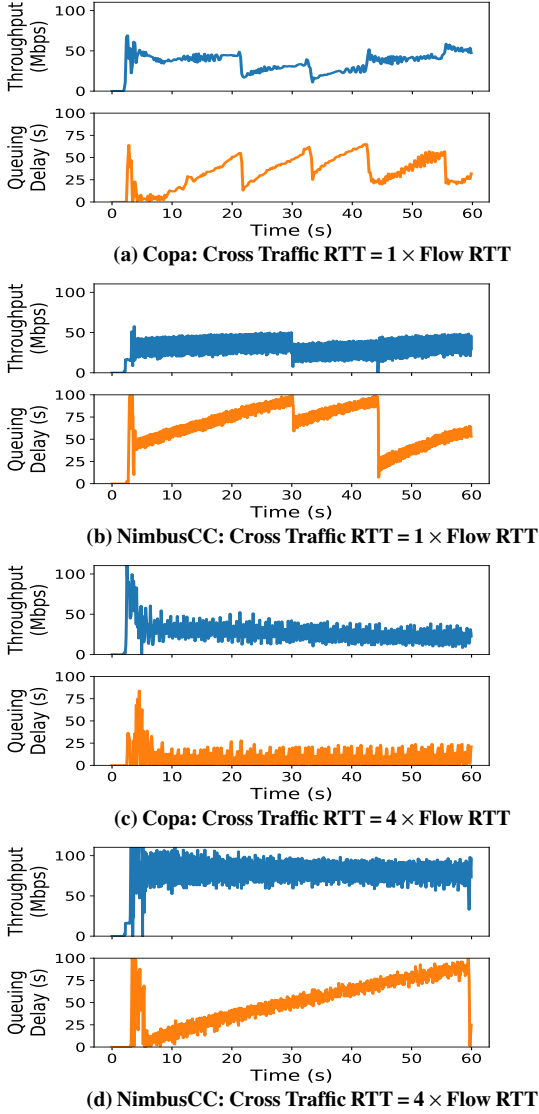 Throughput
(Mbps)
100
50
0
Queuing
Delay (s)
100
75
50
25
0
0 10 20 30 40 50 60
Time (s)
(a) Copa: Cross Traffic RTT = 1 × Flow RTT
Throughput
(Mbps)
100
50
0
Queuing
Delay (s)
100
75
50
25
0
0 10 20 30 40 50 60
Time (s)
(b) NimbusCC: Cross Traffic RTT = 1 × Flow RTT
Throughput
(Mbps)
100
50
0
Queuing
Delay (s)
100
75
50
25
0
0 10 20 30 40 50 60
Time (s)
(c) Copa: Cross Traffic RTT = 4 × Flow RTT
Throughput
(Mbps)
100
50
0
Queuing
Delay (s)
100
75
50
25
0
0 10 20 30 40 50 60
Time (s)
(d) NimbusCC: Cross Traffic RTT = 4 × Flow RTT